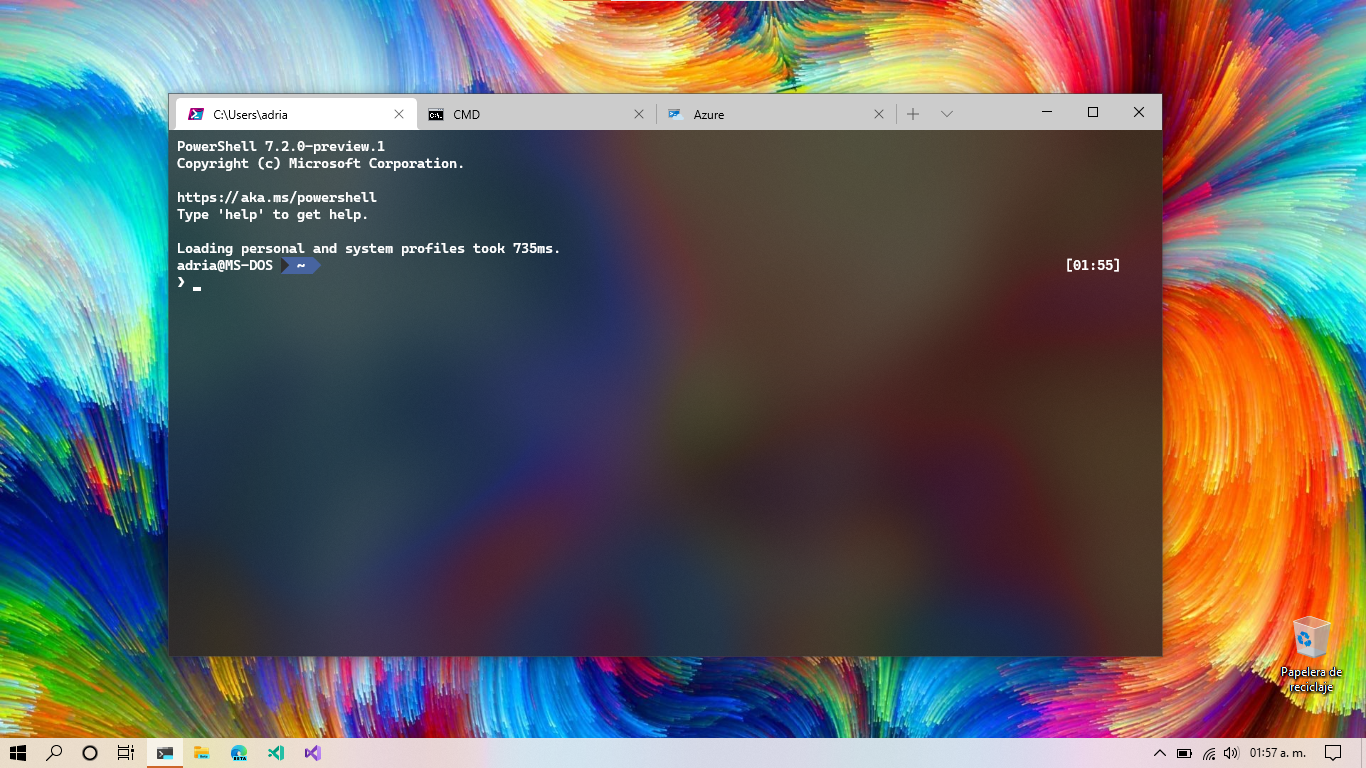 C:\Users\adria
CMD
Azure
PowerShell 7.2.0-preview.1
Copyright (c) Microsoft Corporation.
https://aka.ms/powershell
Type 'help' to get help.
Loading personal and system profiles took 735ms.
adria@MS-DOS ~ [01:55]
❯
Papelera de
reciclaje
BETA
01:57 a. m.